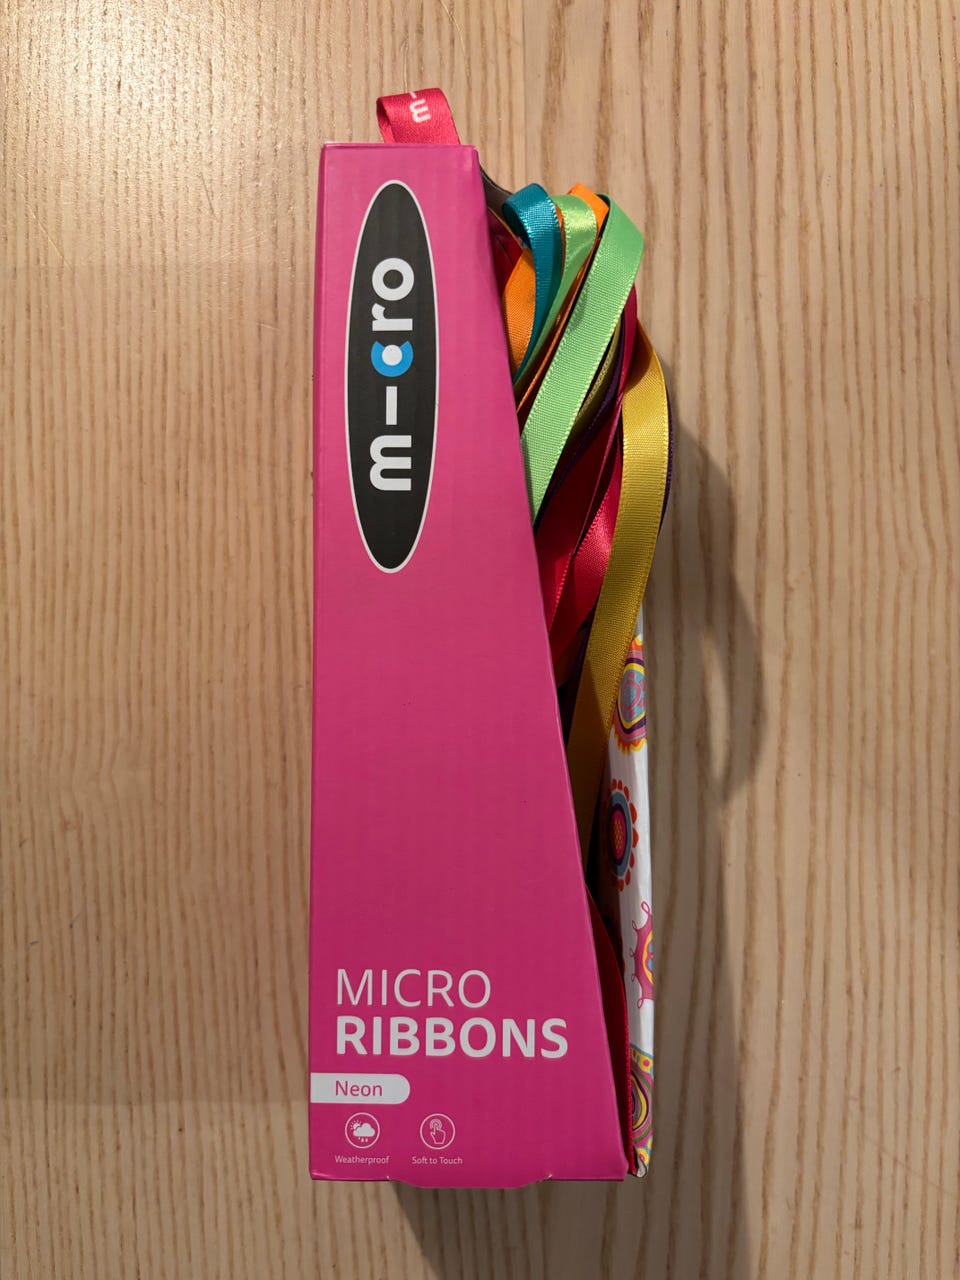 m
micro
MICRO
RIBBONS
Neon
Weatherproof
Soft to Touch